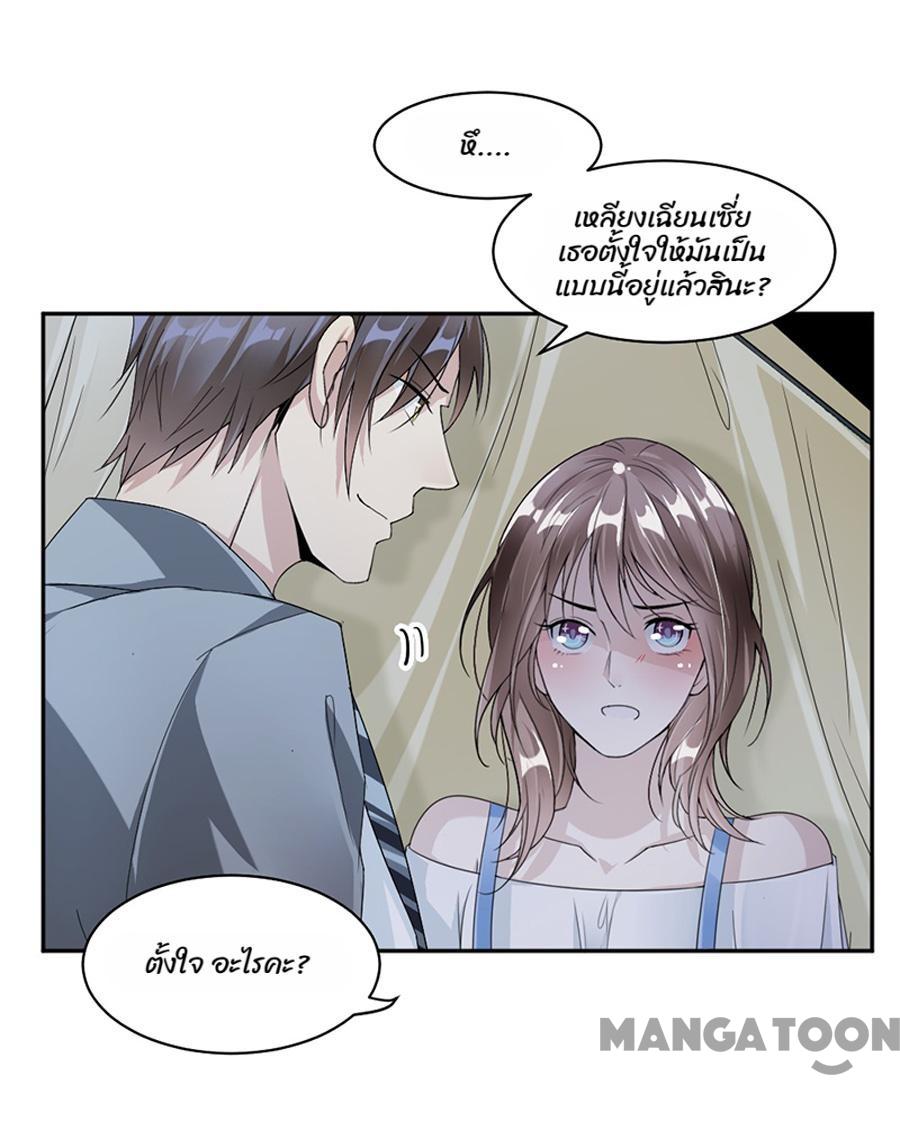 หึ....
เหลียงเฉียนเซี่ย
เธอตั้งใจให้มันเป็น
แบบนี้อยู่แล้วสินะ?
ตั้งใจ อะไรคะ?
MANGATOON